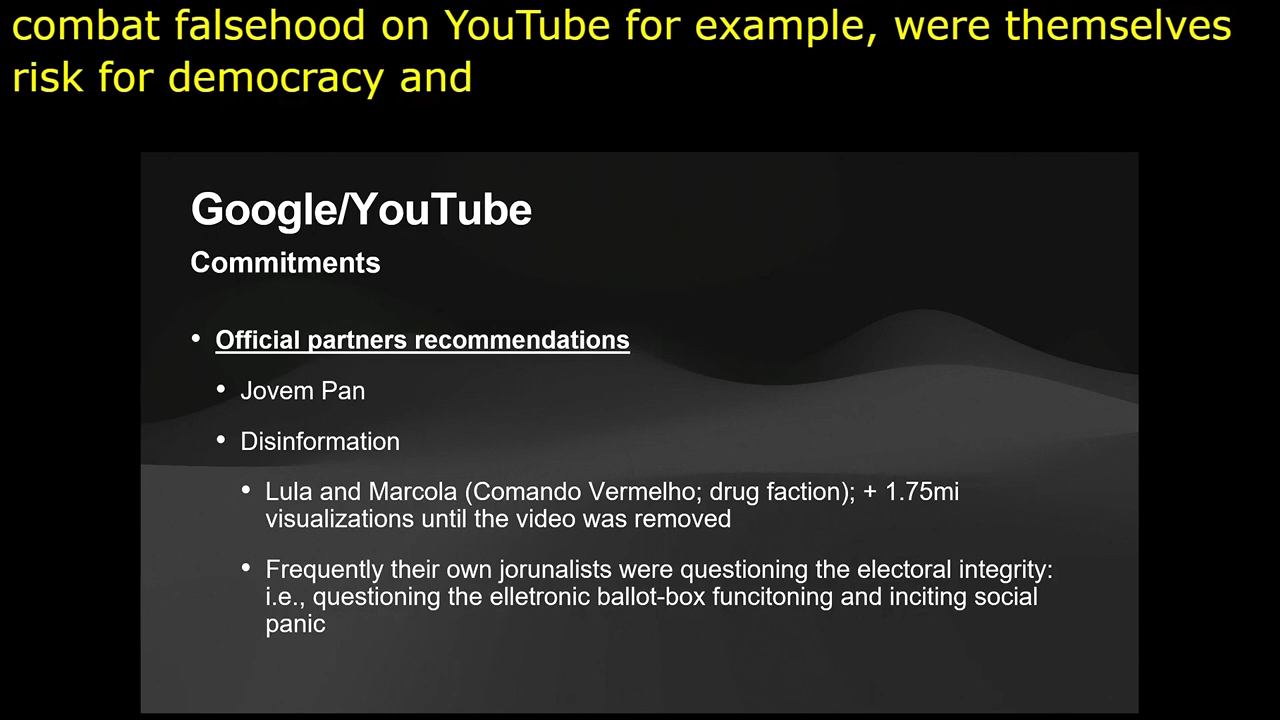 combat falsehood on YouTube for example, were themselves
risk for democracy and
Google/YouTube
Commitments
• Official partners recommendations
• Jovem Pan
• Disinformation
• Lula and Marcola (Comando Vermelho; drug faction); + 1.75mi
visualizations until the video was removed
• Frequently their own jorunalists were questioning the electoral integrity:
i.e., questioning the elletronic ballot-box funcitoning and inciting social
panic